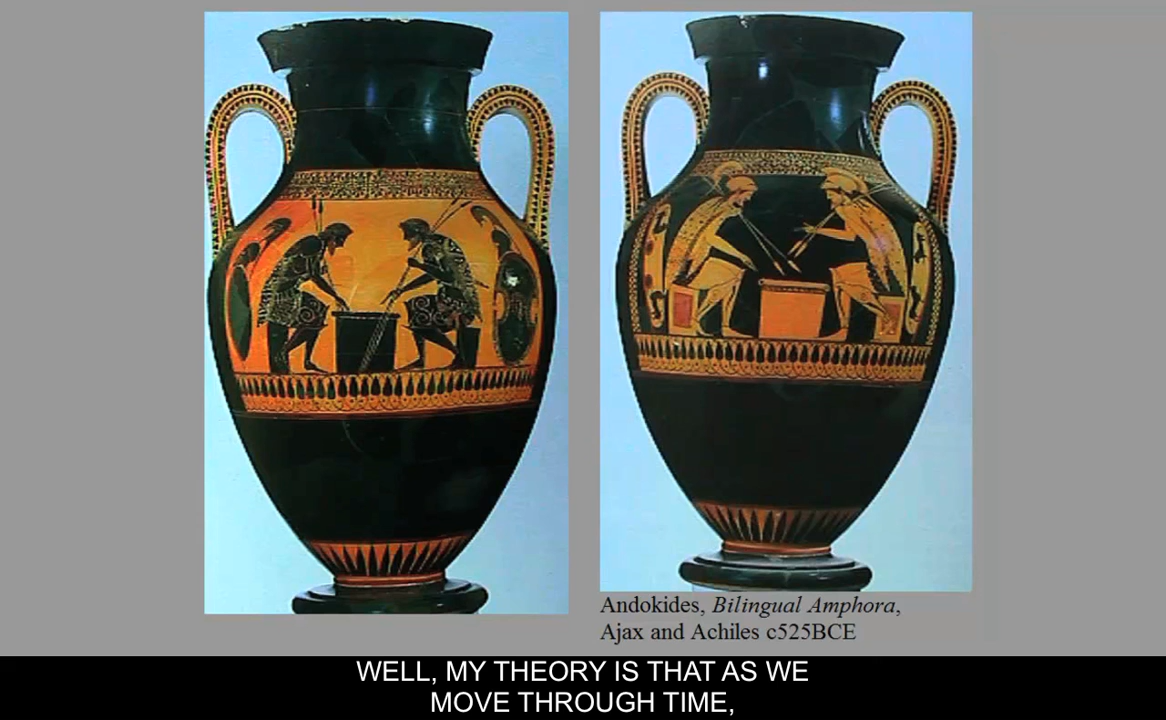 Andokides, Bilingual Amphora,
Ajax and Achiles c525BCE
WELL, MY THEORY IS THAT AS WE
MOVE THROUGH TIME,